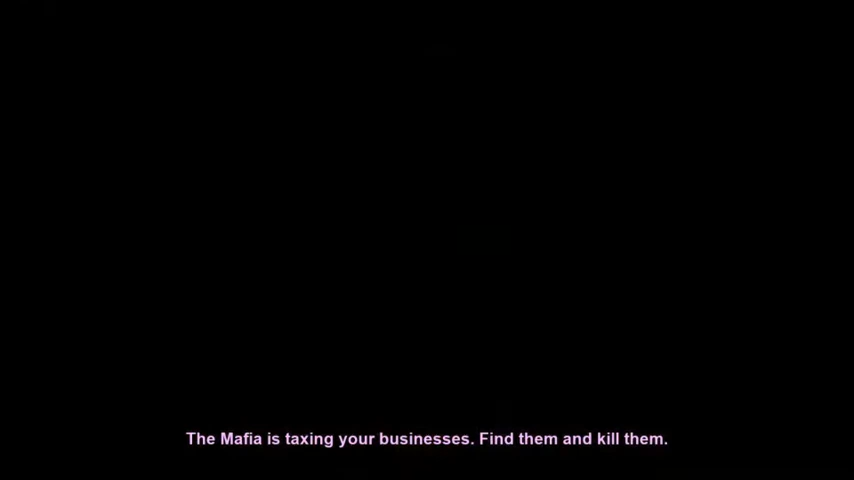 The Mafia is taxing your businesses. Find them and kill them.